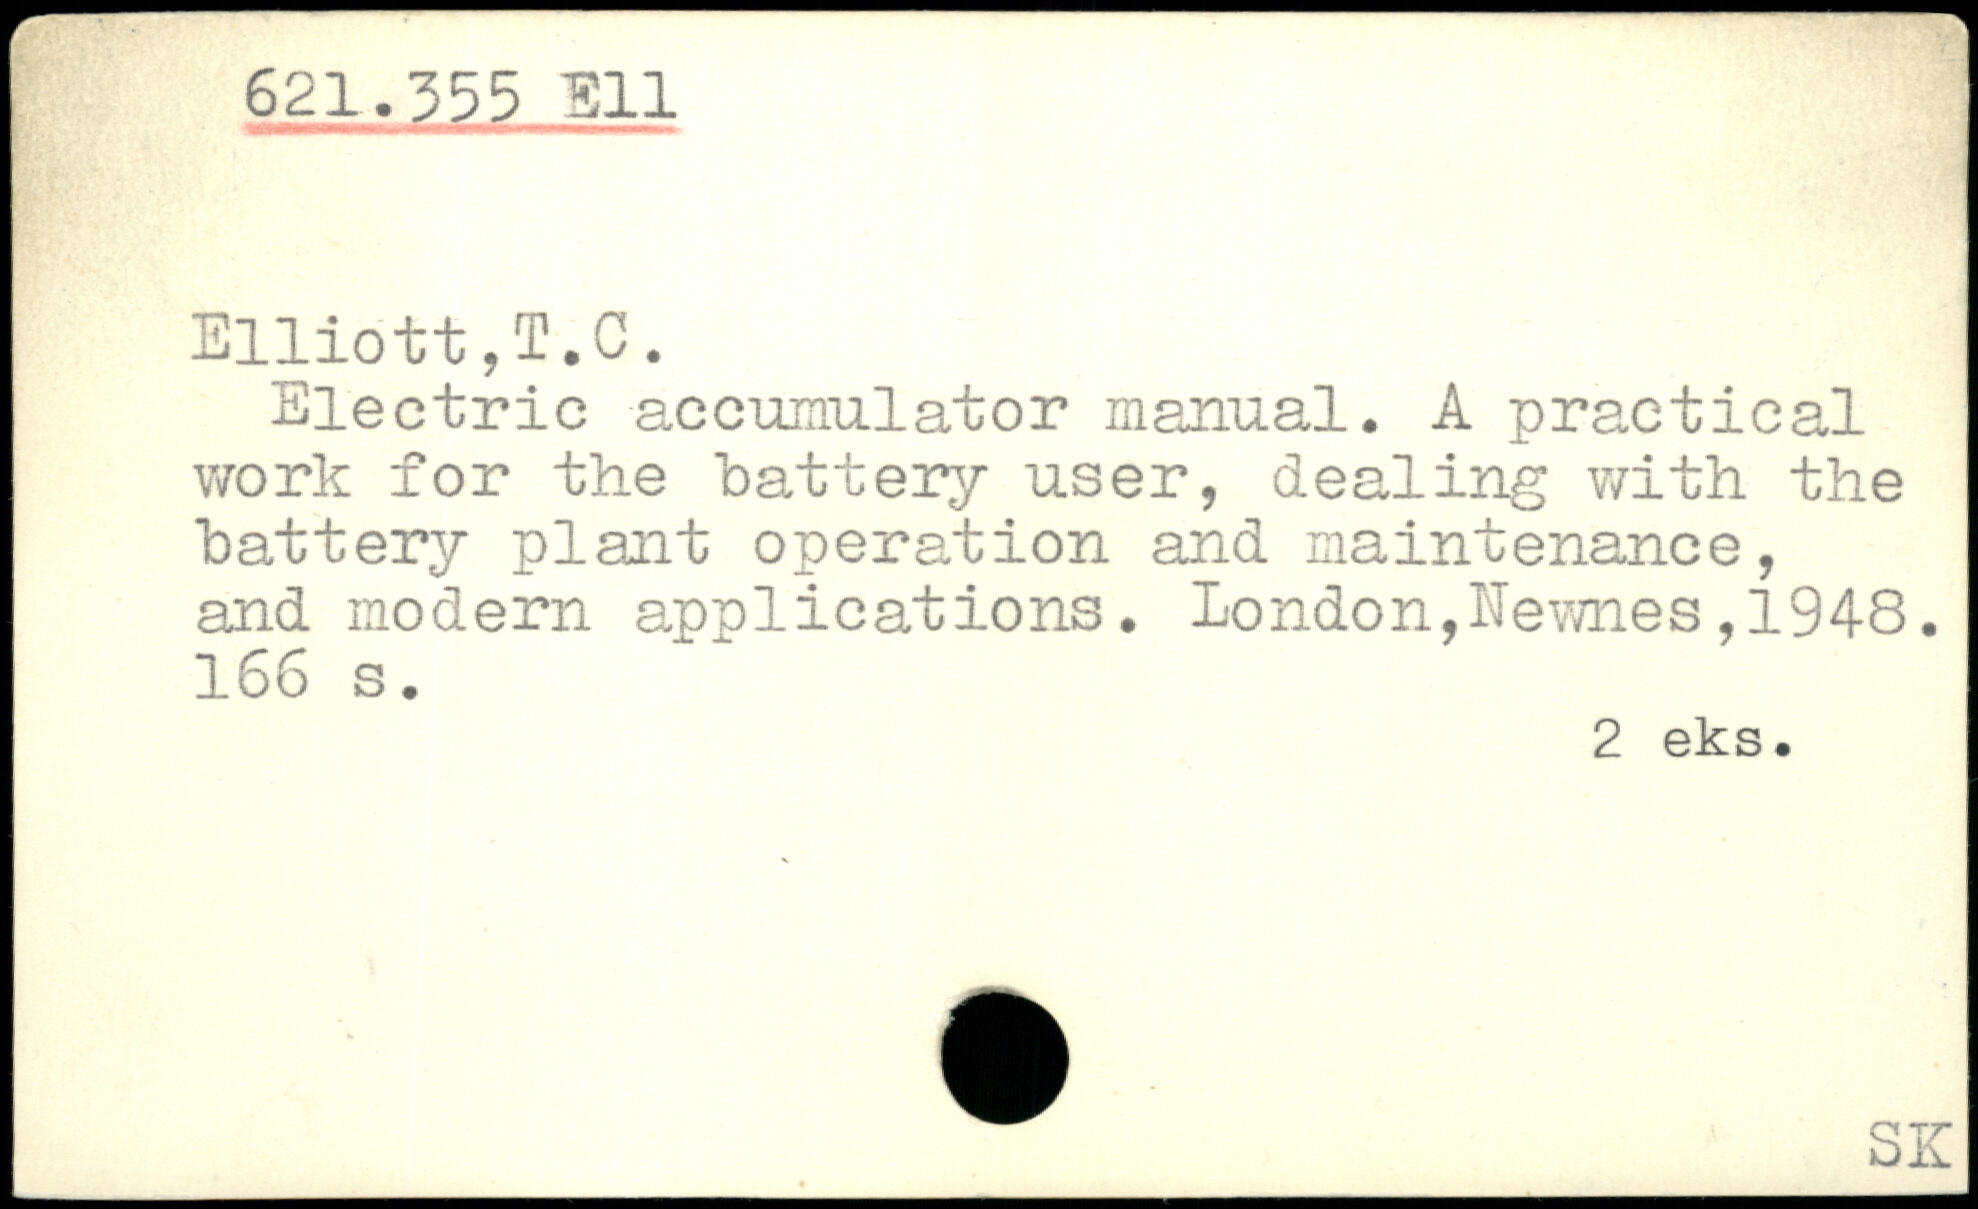 621.355 Ell
Elliott,T.C.
Electric accumulator manual. A practical
work for the battery user, dealing with the
battery plant operation and maintenance,
and modern applications. London,Newnes,1948.
166 s.
2 eks.
SK